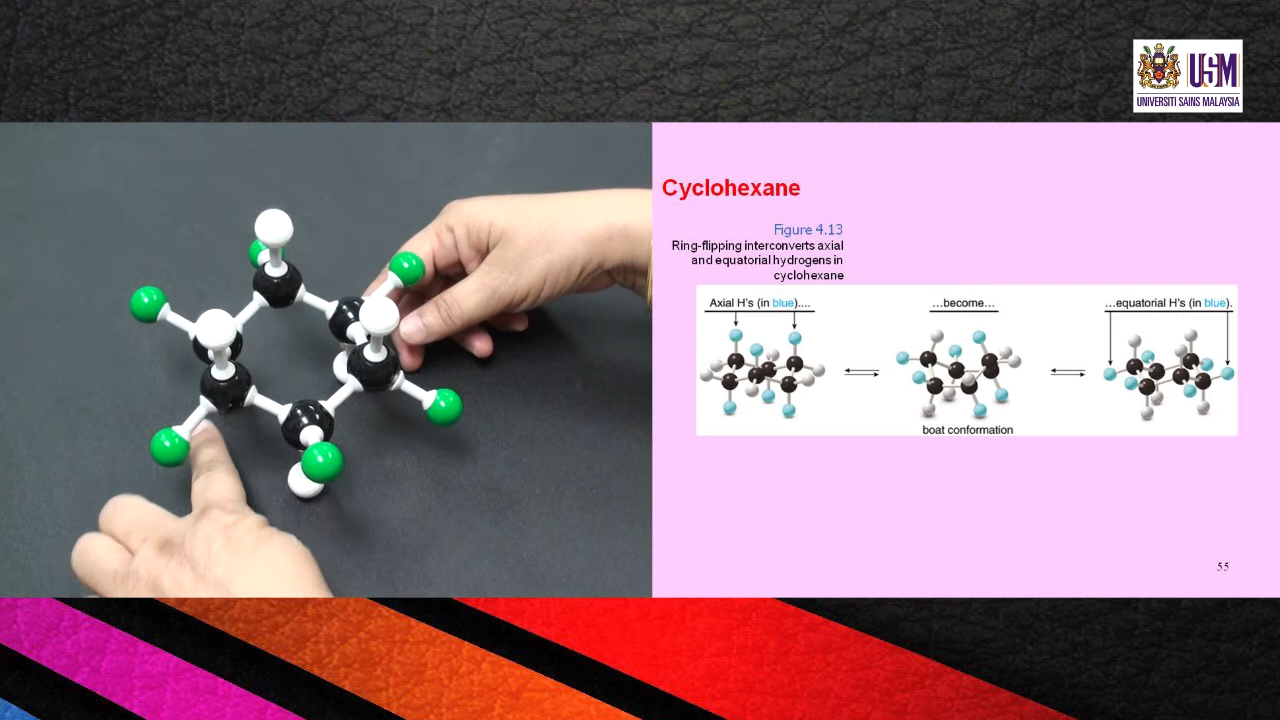 USM
UNIVERSITI SAINS MALAYSIA
Cyclohexane
Figure 4.13
Ring-flipping interconverts axial
and equatorial hydrogens in
cyclohexane
Axial H's (in blue)....
...become...
...equatorial H's (in blue).
boat conformation
55